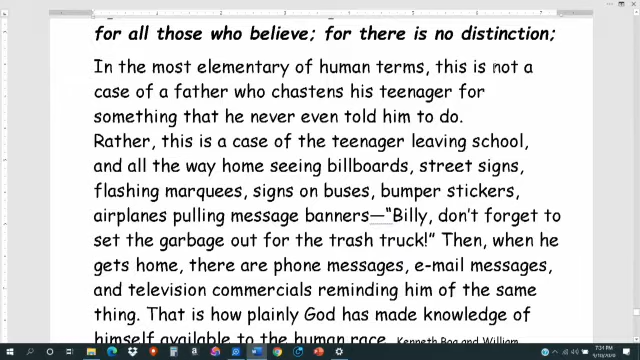 for all those who believe; for there is no distinction;
In the most elementary of human terms, this is not a
case of a father who chastens his teenager for
something that he never even told him to do.
Rather, this is a case of the teenager leaving school,
and all the way home seeing billboards, street signs,
flashing marquees, signs on buses, bumper stickers,
airplanes pulling message banners—“Billy, don’t forget to
set the garbage out for the trash truck!” Then, when he
gets home, there are phone messages, e-mail messages,
and television commercials reminding him of the same
thing. That is how plainly God has made knowledge of
himself available to the human race. Kenneth Boa and William
7:31 PM